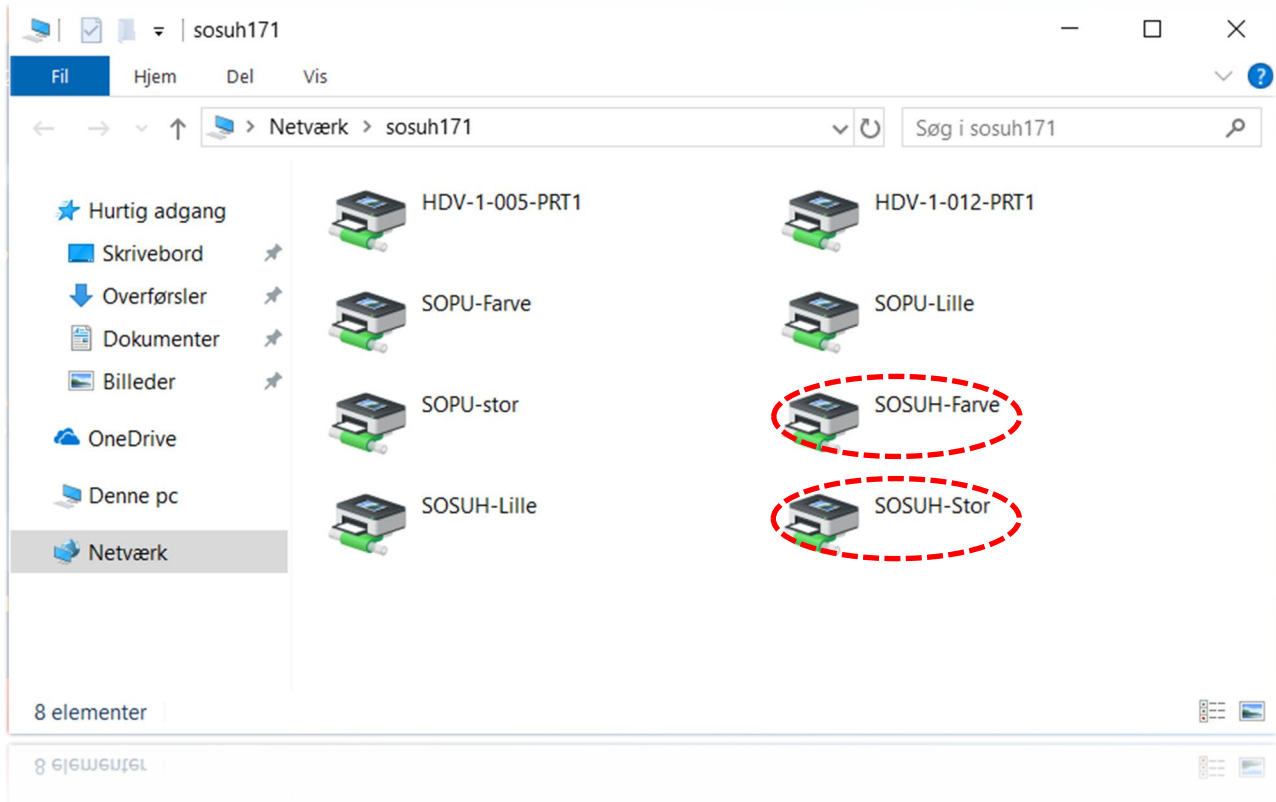 sosuh171
Fil Hjem Del Vis
Netværk > sosuh171
Søg i sosuh171
Hurtig adgang
Skrivebord
Overførsler
Dokumenter
Billeder
OneDrive
Denne pc
Netværk
HDV-1-005-PRT1
HDV-1-012-PRT1
SOPU-Farve
SOPU-Lille
SOPU-stor
SOSUH-Farve
SOSUH-Lille
SOSUH-Stor
8 elementer